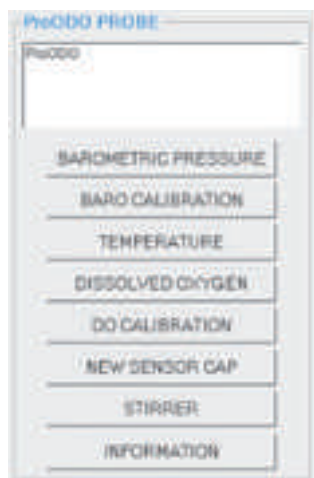 ProODO PROBE
ProODO
BAROMETRIC PRESSURE
BARO CALIBRATION
TEMPERATURE
DISSOLVED OXYGEN
DO CALIBRATION
NEW SENSOR CAP
STIRRER
INFORMATION